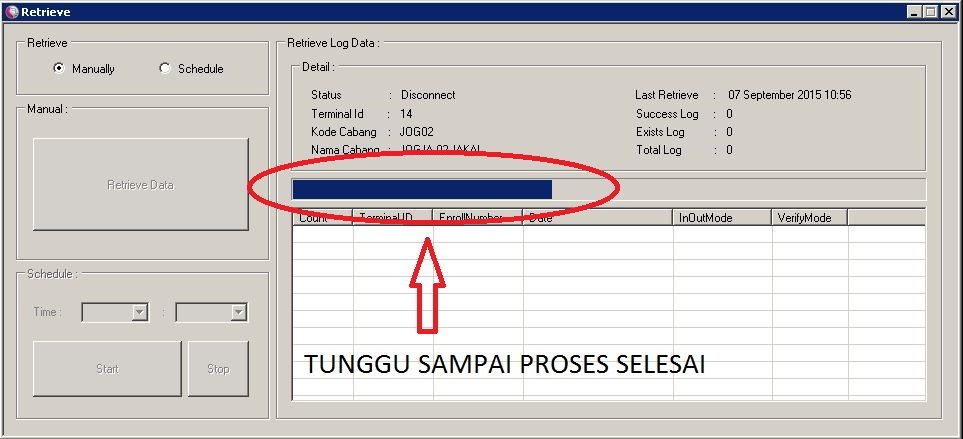 Retrieve
Retrieve
Manually
Schedule
Manual :
Retrieve Data
Schedule :
Time :
:
Start
Stop
Retrieve Log Data :
Detail :
Status : Disconnect
Terminal Id : 14
Kode Cabang : JOG02
Nama Cabang : JOGJA 02 JAKAL
Last Retrieve : 07 September 2015 10:56
Success Log : 0
Exists Log : 0
Total Log : 0
Count TerminalID EnrollNumber Date InOutMode VerifyMode
TUNGGU SAMPAI PROSES SELESAI